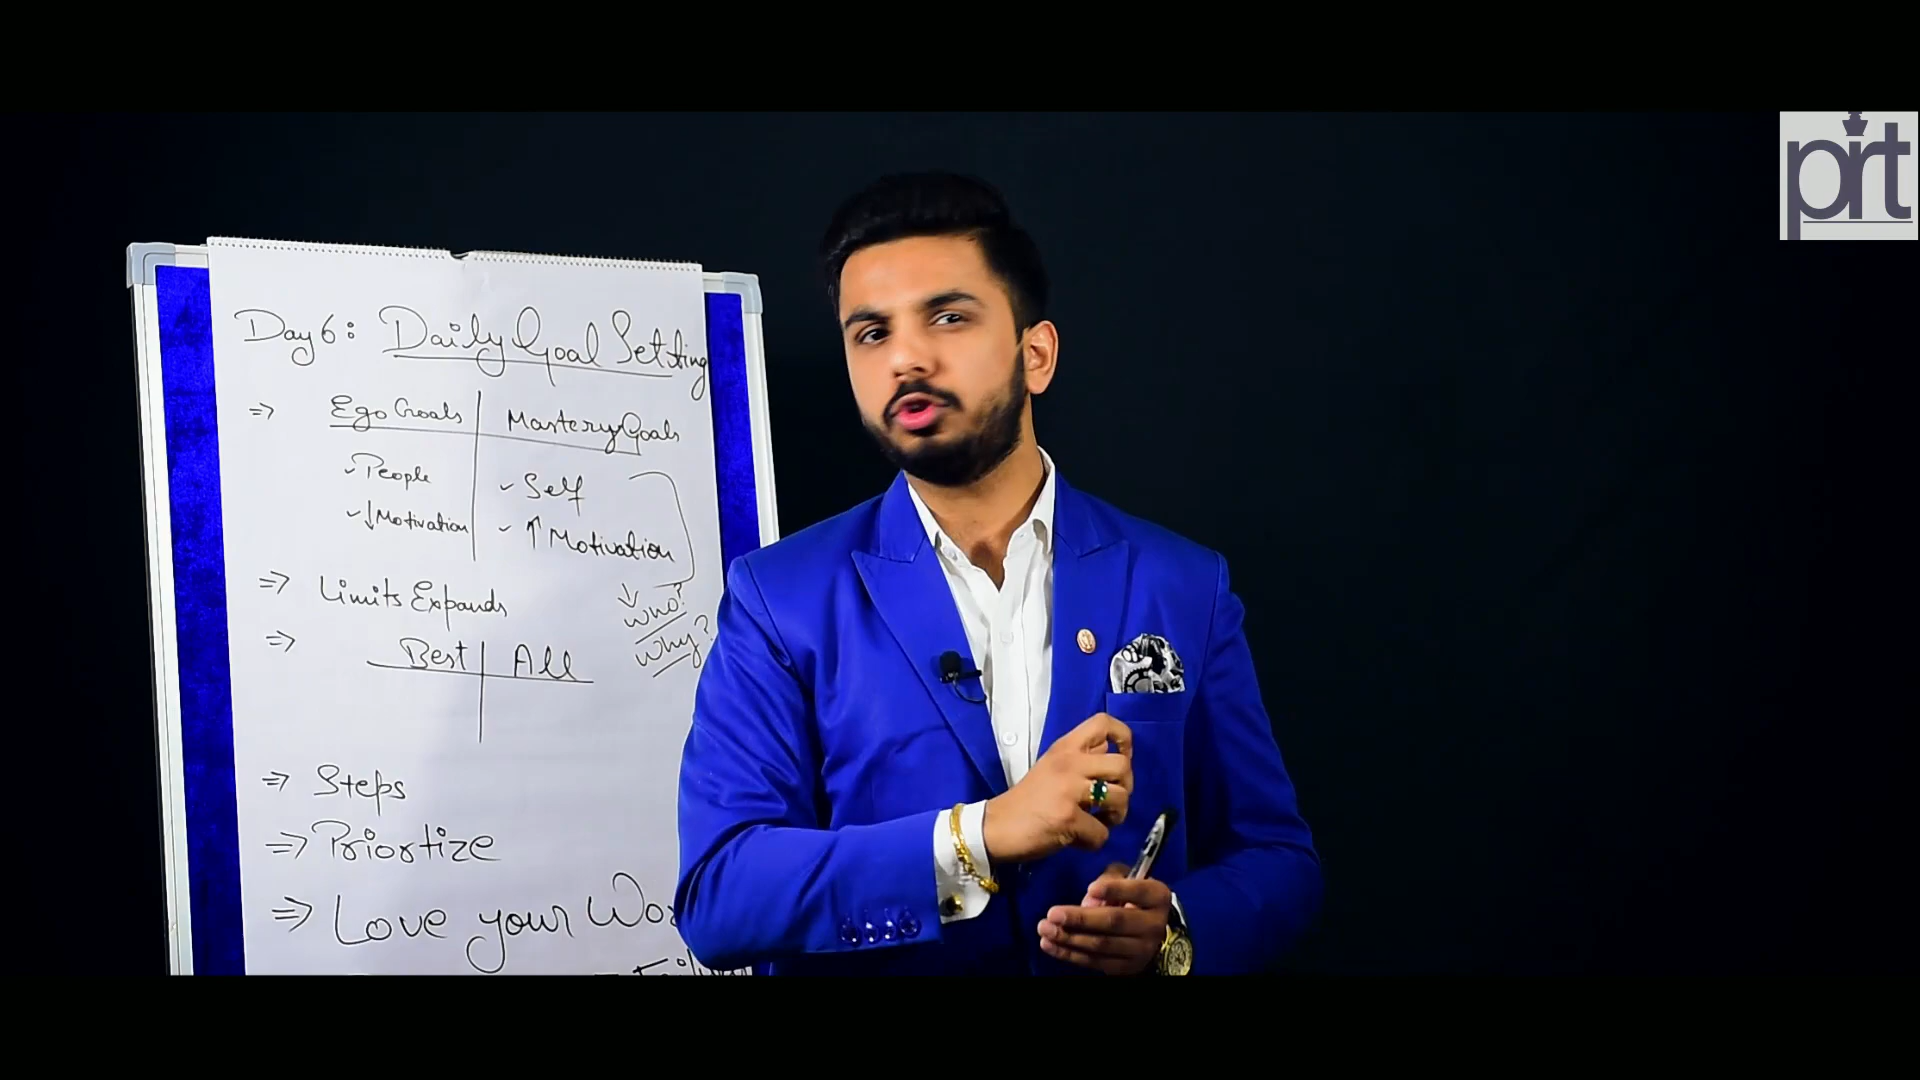 prt
Day 6: Daily Goal Setting
⇒ Ego Goals | Mastery Goals
✓ People
✓ Self
✓ ↓ Motivation
✓ ↑ Motivation
⇒ Limits Expands
↓ who?
why?
⇒ Best | All
⇒ Steps
⇒ Priortize
⇒ Love your